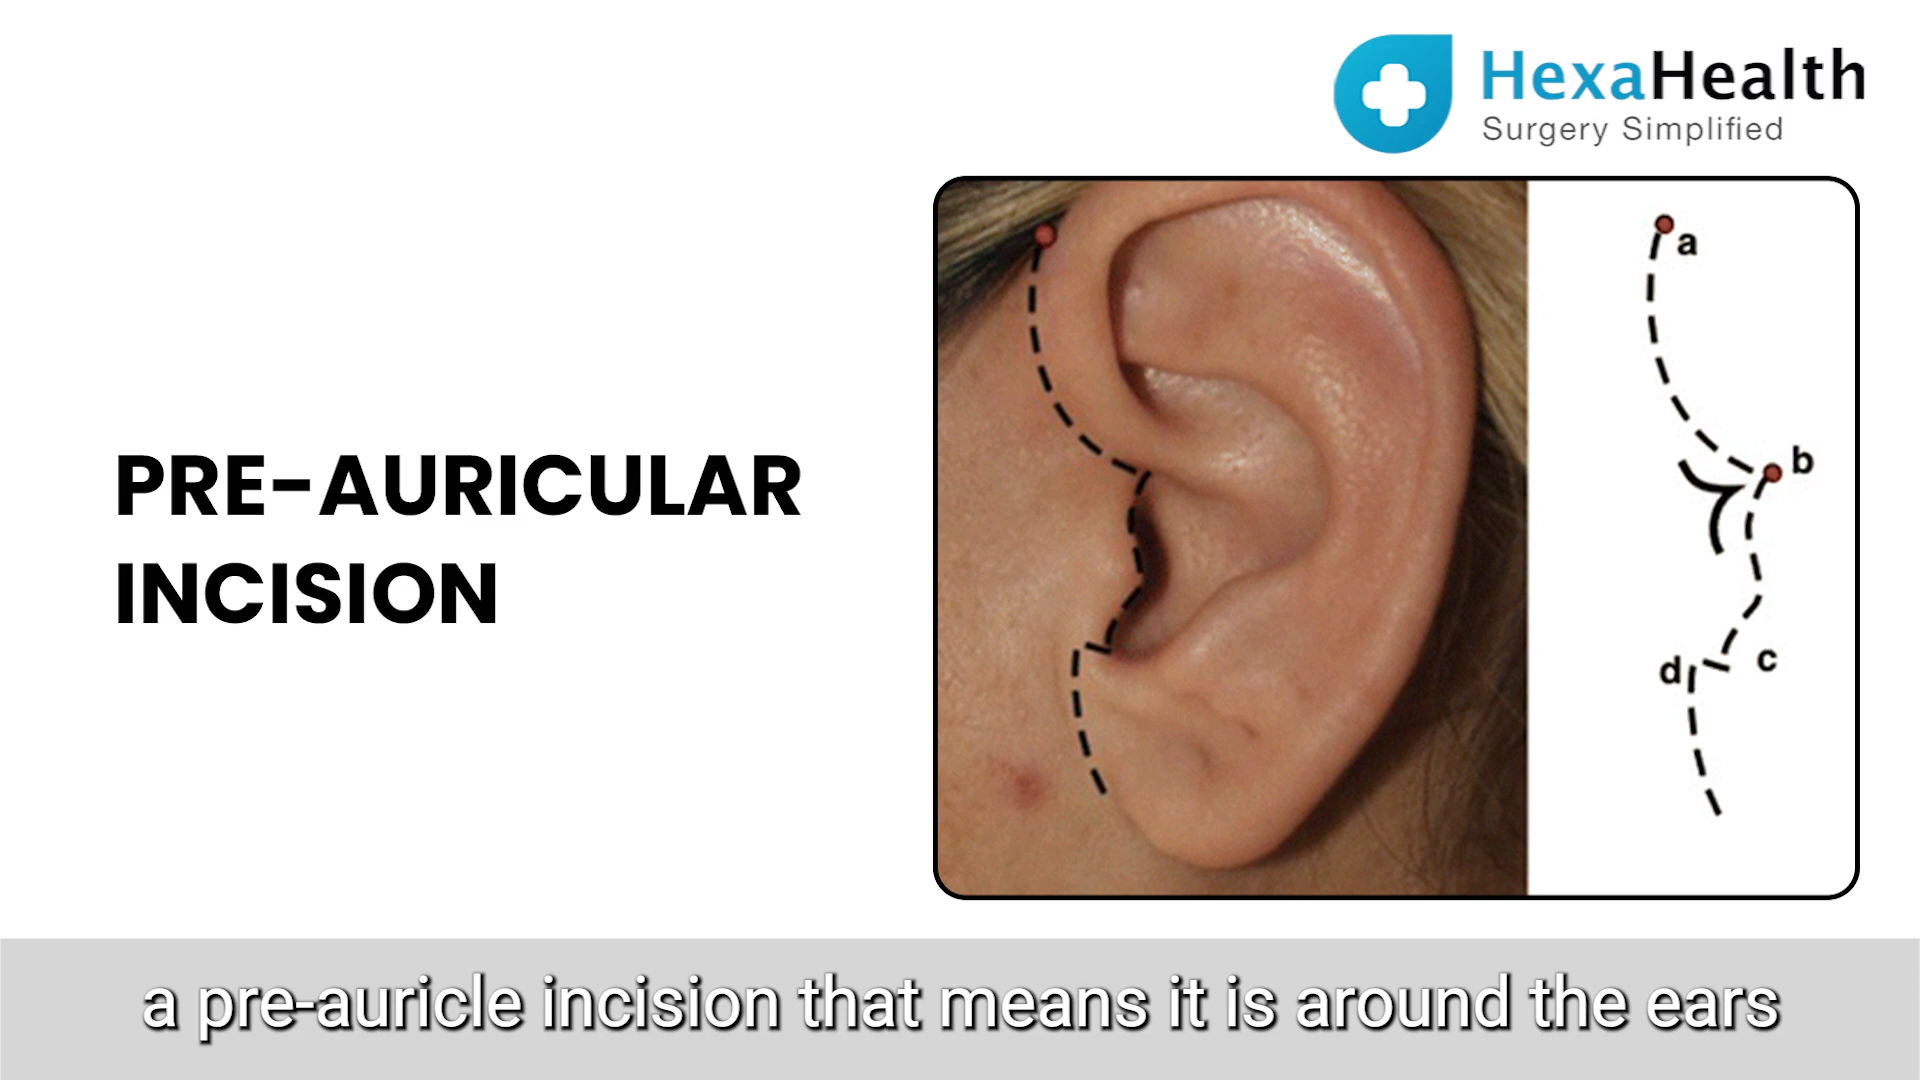 HexaHealth
Surgery Simplified
PRE-AURICULAR
INCISION
a
b
c
d
a pre-auricle incision that means it is around the ears